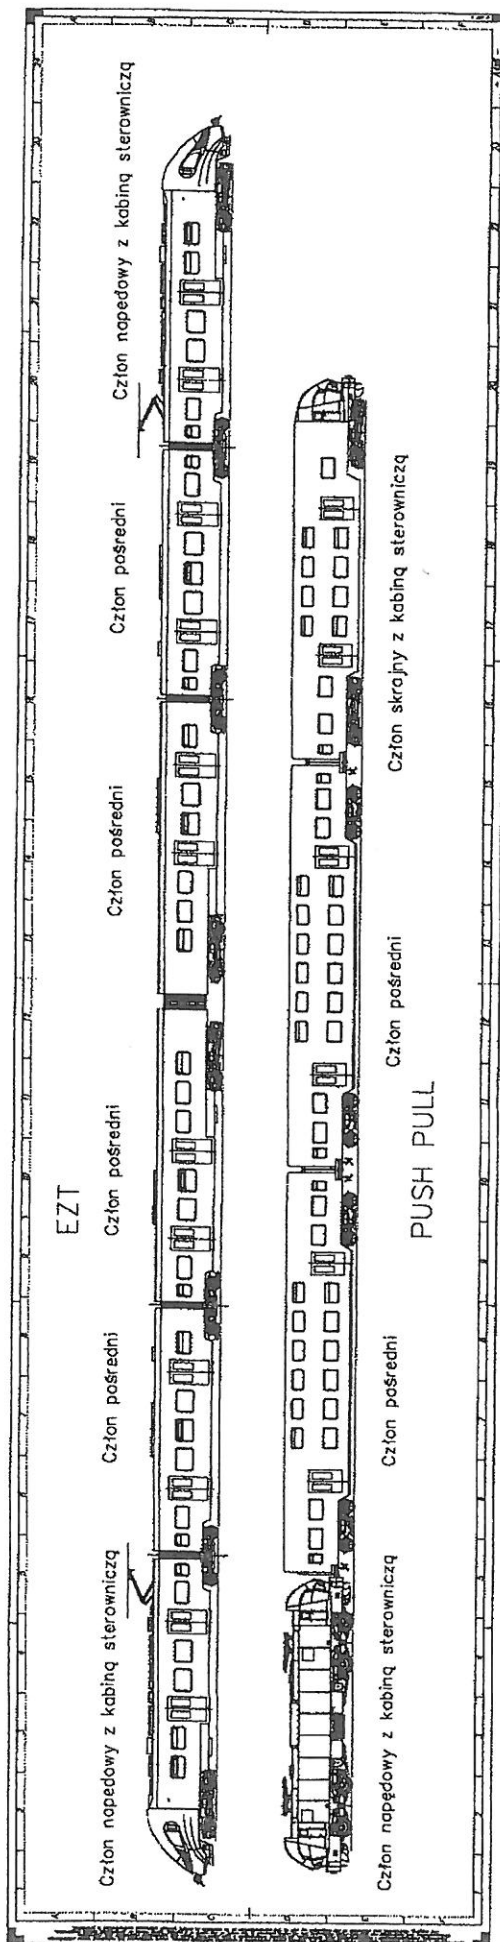 EZT
Człon napędowy z kabiną sterowniczą
Człon pośredni
Człon pośredni
Człon pośredni
Człon pośredni
Człon napedowy z kabiną sterowniczą
Człon napędowy z kabiną sterowniczą
Człon pośredni
Człon pośredni
Człon skrajny z kabiną sterowniczą
PUSH PULL